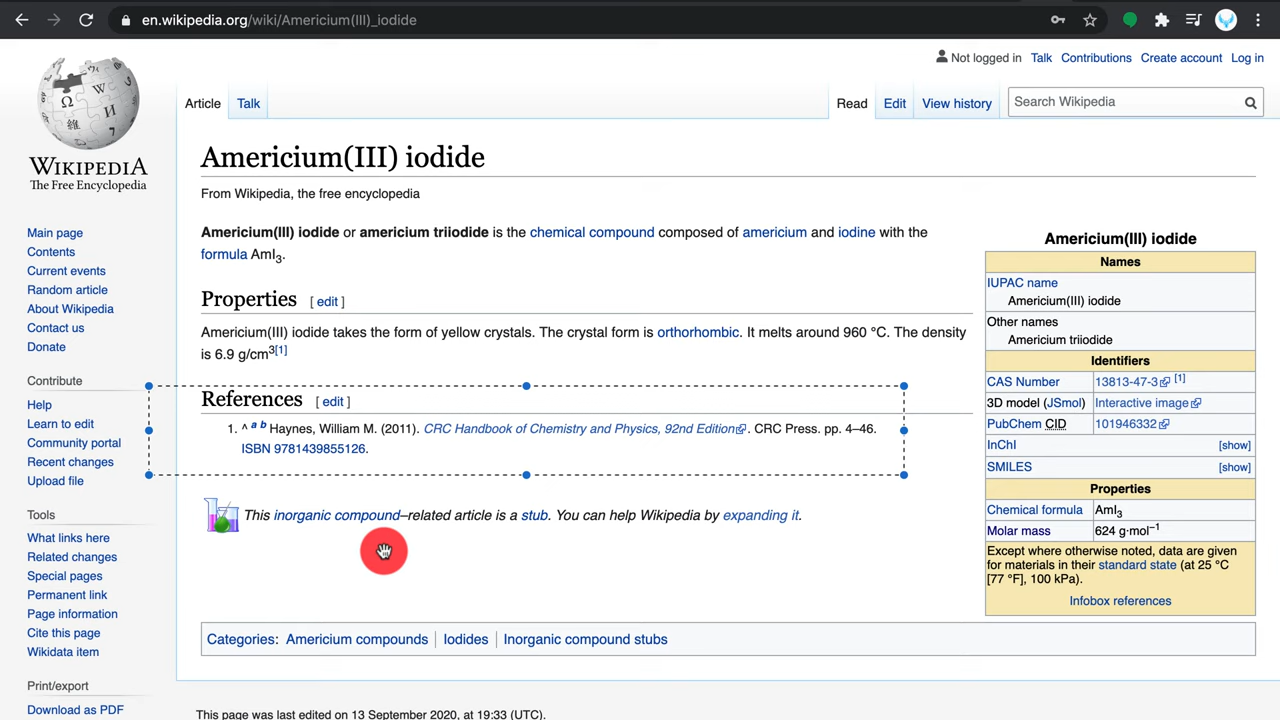 en.wikipedia.org/wiki/Americium(III)_iodide
Not logged in Talk Contributions Create account Log in
Article Talk Read Edit View history Search Wikipedia
WIKIPEDIA
The Free Encyclopedia
Main page
Contents
Current events
Random article
About Wikipedia
Contact us
Donate
Contribute
Help
Learn to edit
Community portal
Recent changes
Upload file
Tools
What links here
Related changes
Special pages
Permanent link
Page information
Cite this page
Wikidata item
Print/export
Download as PDF
Americium(III) iodide
From Wikipedia, the free encyclopedia
Americium(III) iodide or americium triiodide is the chemical compound composed of americium and iodine with the
formula AmI3.
Properties [ edit ]
Americium(III) iodide takes the form of yellow crystals. The crystal form is orthorhombic. It melts around 960 °C. The density
is 6.9 g/cm3[1]
References [ edit ]
1. ^ a b Haynes, William M. (2011). CRC Handbook of Chemistry and Physics, 92nd Edition. CRC Press. pp. 4–46.
ISBN 9781439855126.
This inorganic compound–related article is a stub. You can help Wikipedia by expanding it.
Americium(III) iodide
Names
IUPAC name
Americium(III) iodide
Other names
Americium triiodide
Identifiers
CAS Number 13813-47-3 [1]
3D model (JSmol) Interactive image
PubChem CID 101946332
InChI [show]
SMILES [show]
Properties
Chemical formula AmI3
Molar mass 624 g·mol−1
Except where otherwise noted, data are given
for materials in their standard state (at 25 °C
[77 °F], 100 kPa).
Infobox references
Categories: Americium compounds Iodides Inorganic compound stubs
This page was last edited on 13 September 2020, at 19:33 (UTC).